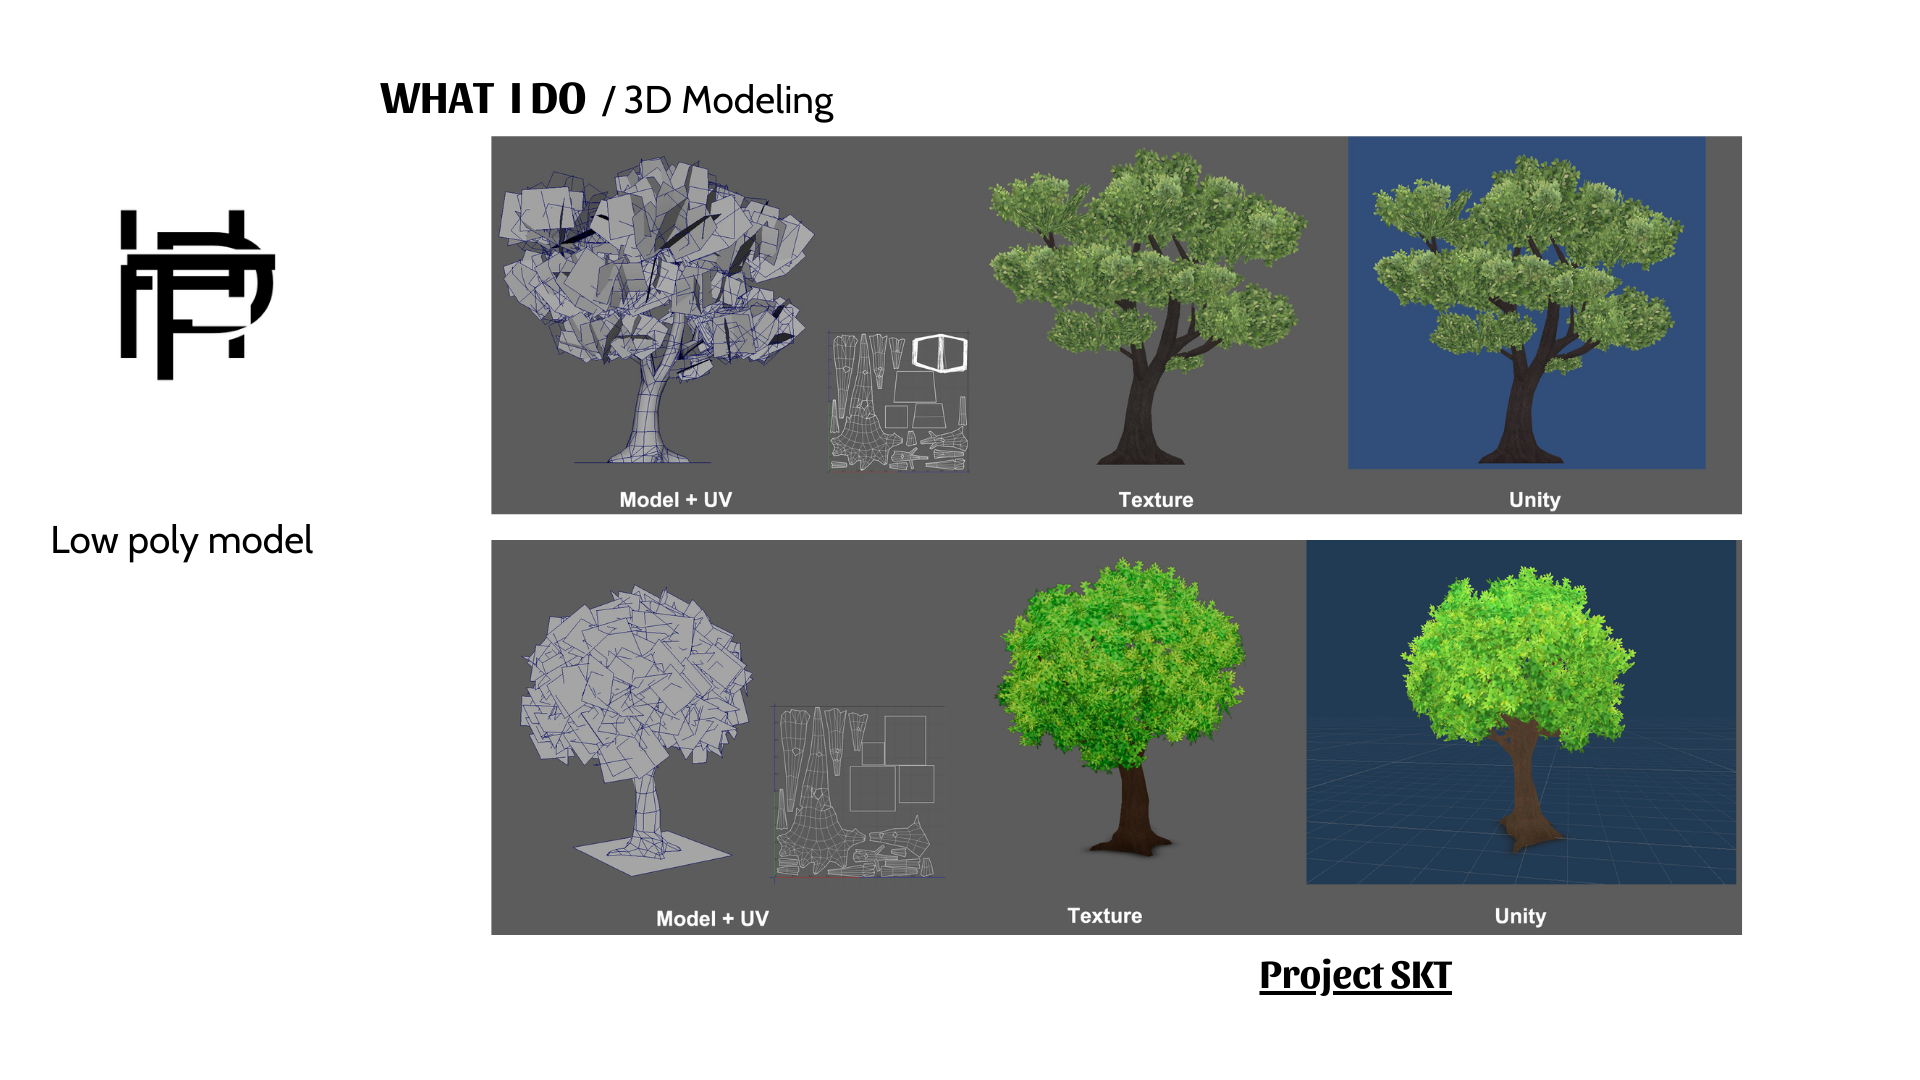 WHAT I DO / 3D Modeling
Model + UV
Texture
Unity
Low poly model
Model + UV
Texture
Unity
Project SKT